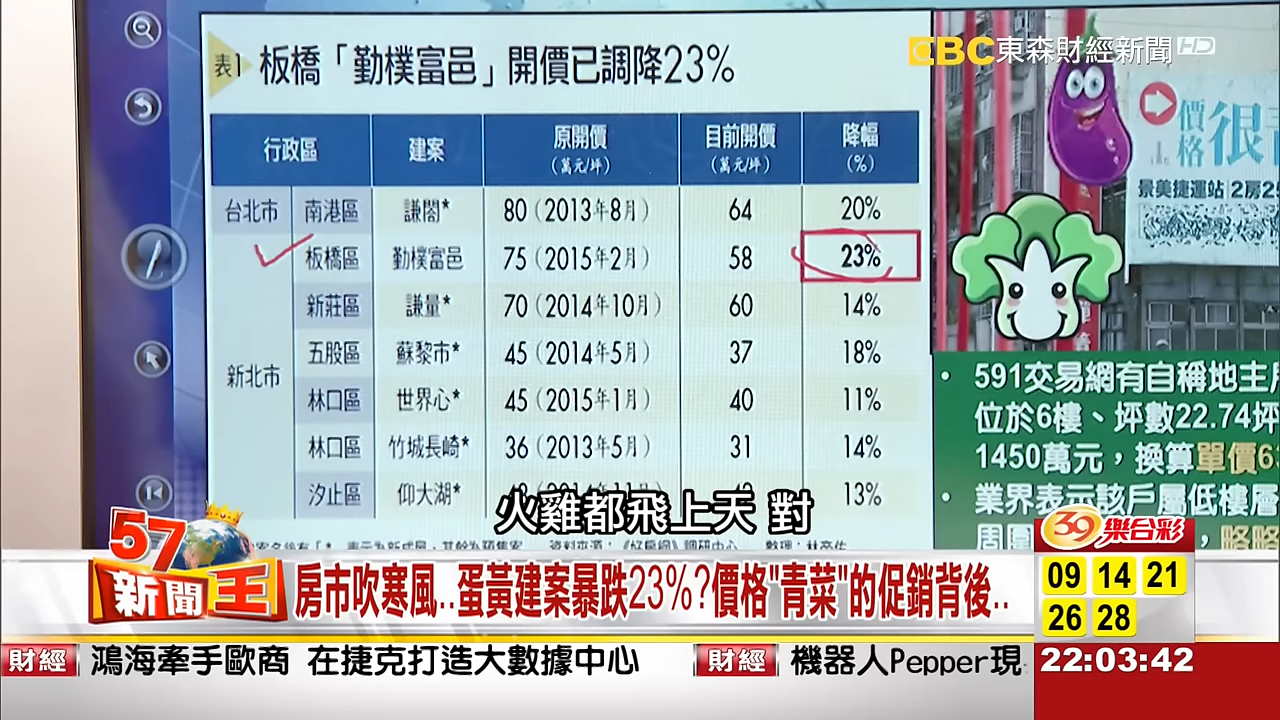 EBC東森財經新聞HD
表1 板橋「勤樸富邑」開價已調降23%
行政區 建案 原開價(萬元/坪) 目前開價(萬元/坪) 降幅(%)
台北市 南港區 謙閤* 80(2013年8月) 64 20%
新北市
板橋區 勤樸富邑 75(2015年2月) 58 23%
新莊區 謙量* 70(2014年10月) 60 14%
五股區 蘇黎市* 45(2014年5月) 37 18%
林口區 世界心* 45(2015年1月) 40 11%
林口區 竹城長崎* 36(2013年5月) 31 14%
汐止區 仰大湖* 13%
價格很
景美捷運站 2房
•591交易網有自稱地主
位於6樓、坪數22.74坪
1450萬元,換算單價6
•業界表示該戶屬低樓層
火雞都飛上天 對
57新聞王
房市吹寒風..蛋黃建案暴跌23%?價格"青菜"的促銷背後..
39樂合彩
09 14 21
26 28
財經 鴻海牽手歐商 在捷克打造大數據中心 財經 機器人Pepper現
22:03:42